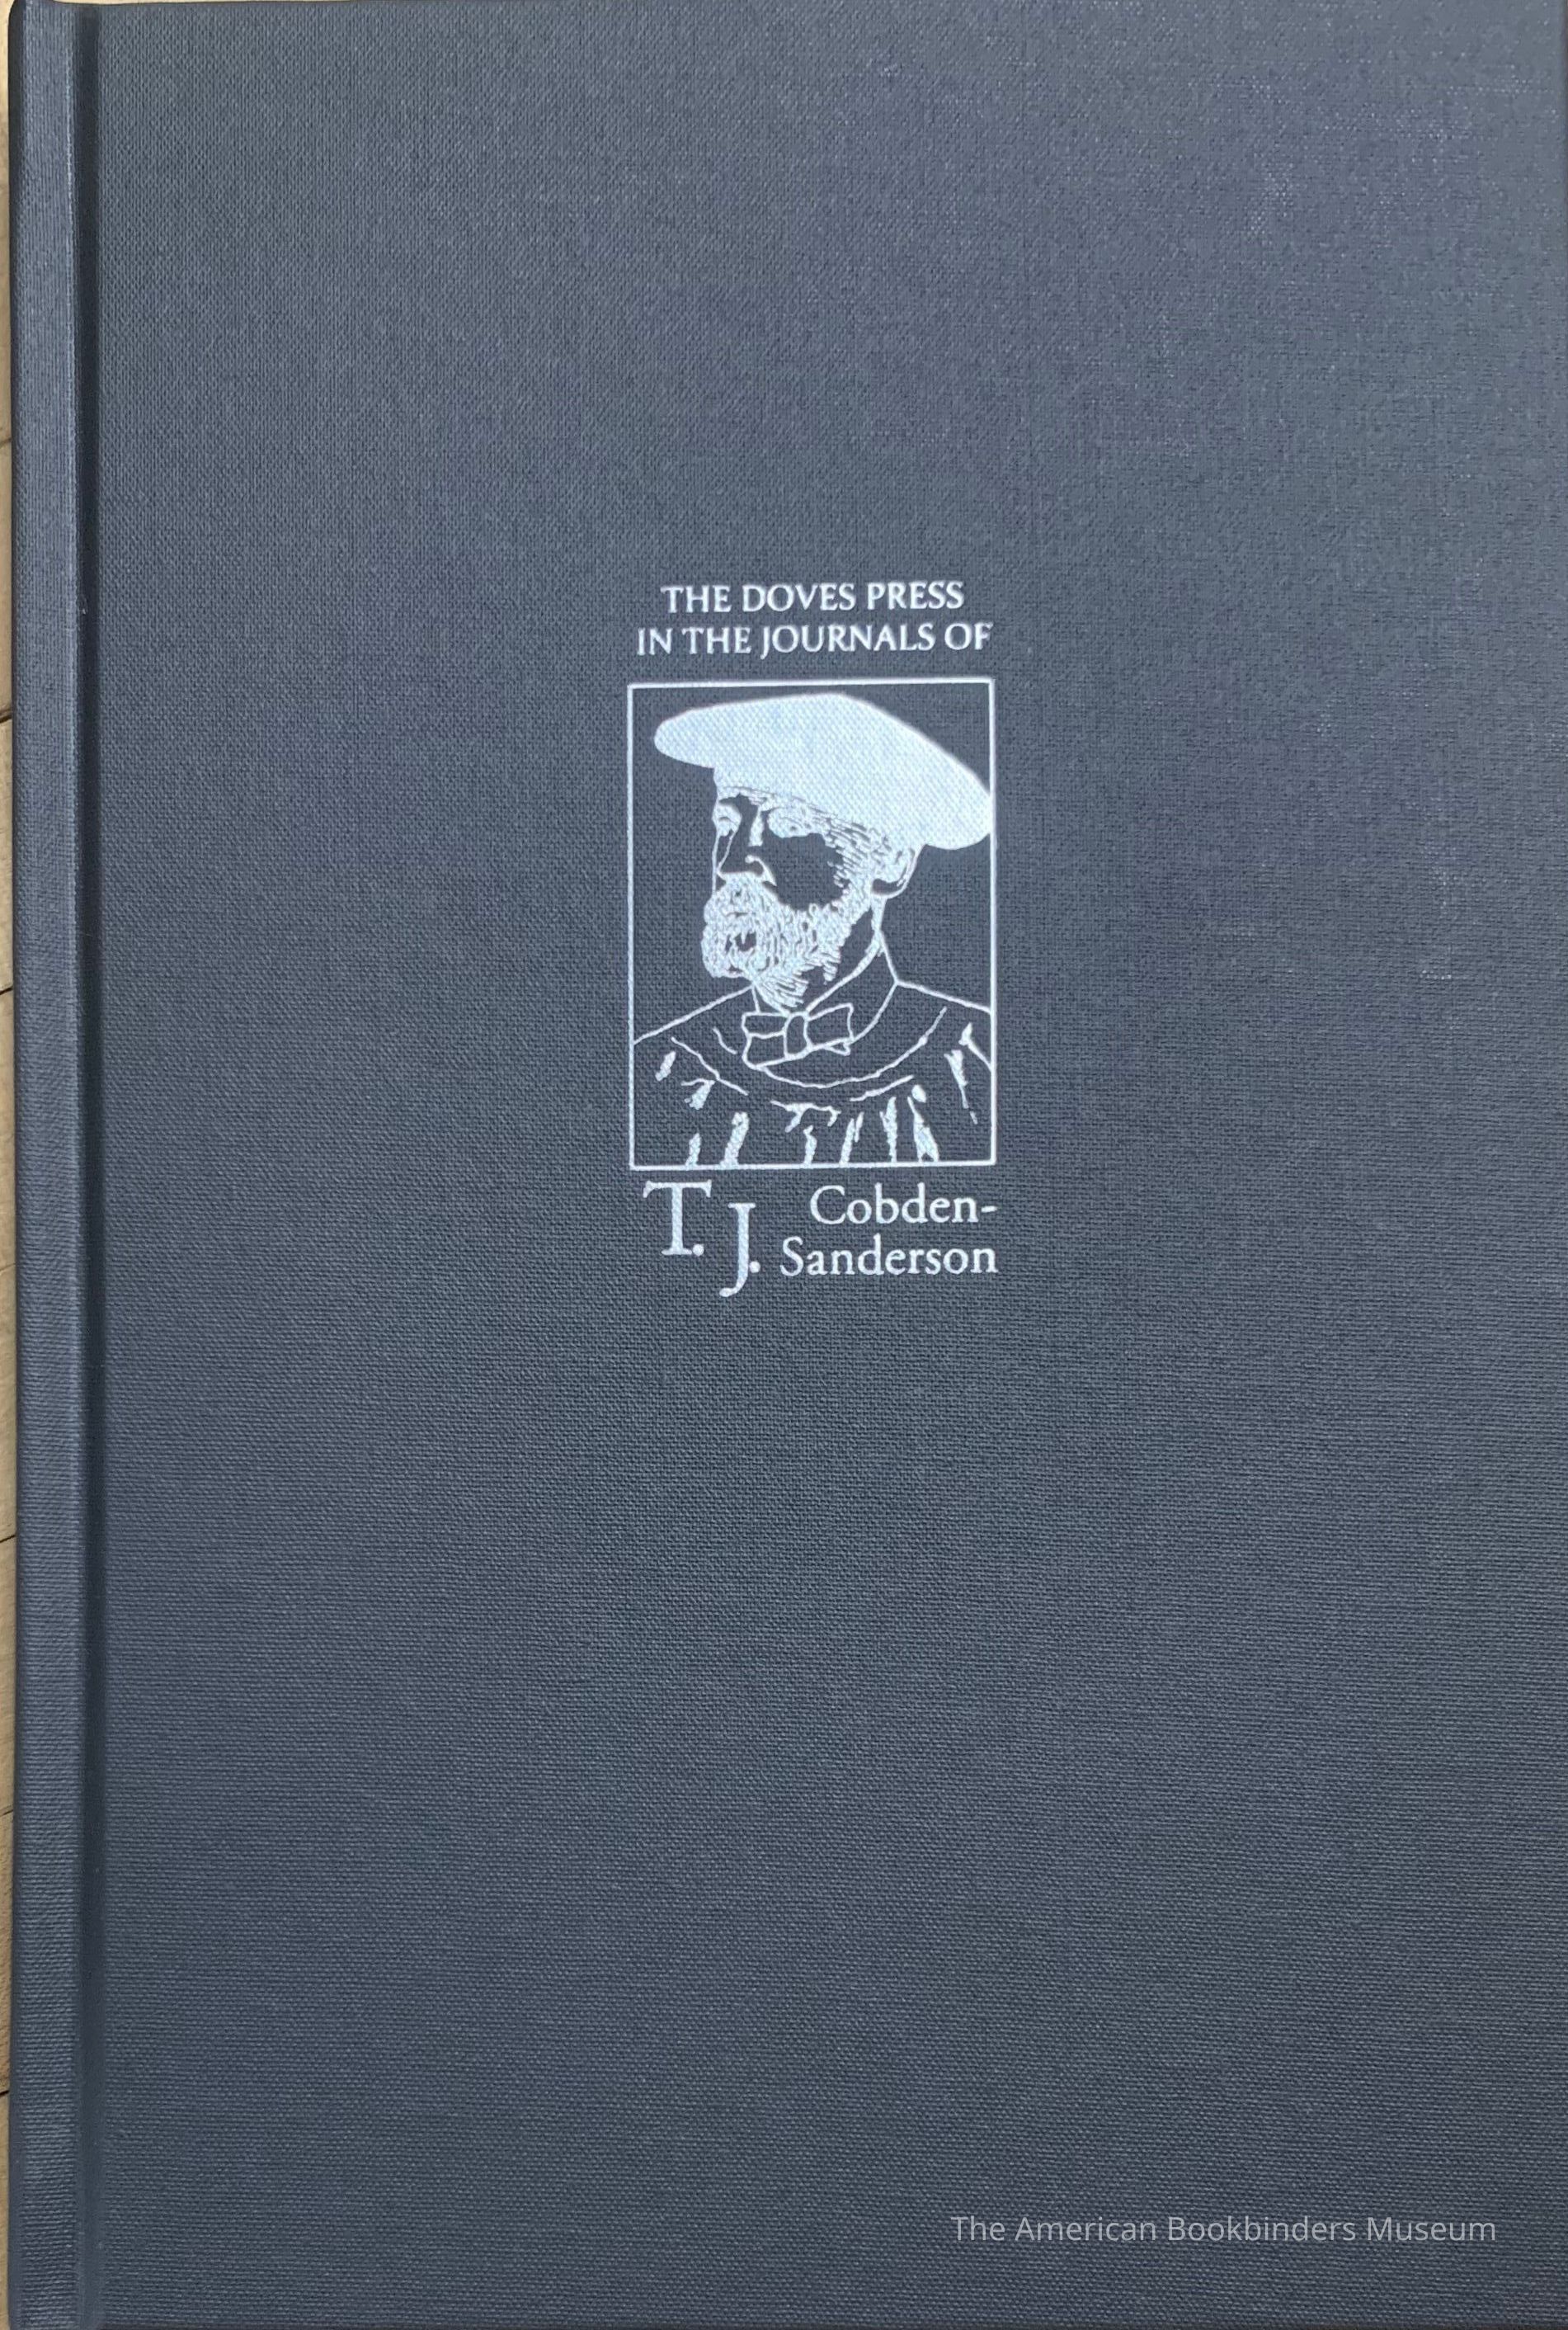 THE DOVES PRESS
IN THE JOURNALS OF
T. J. Cobden-
Sanderson
The American Bookbinders Museum